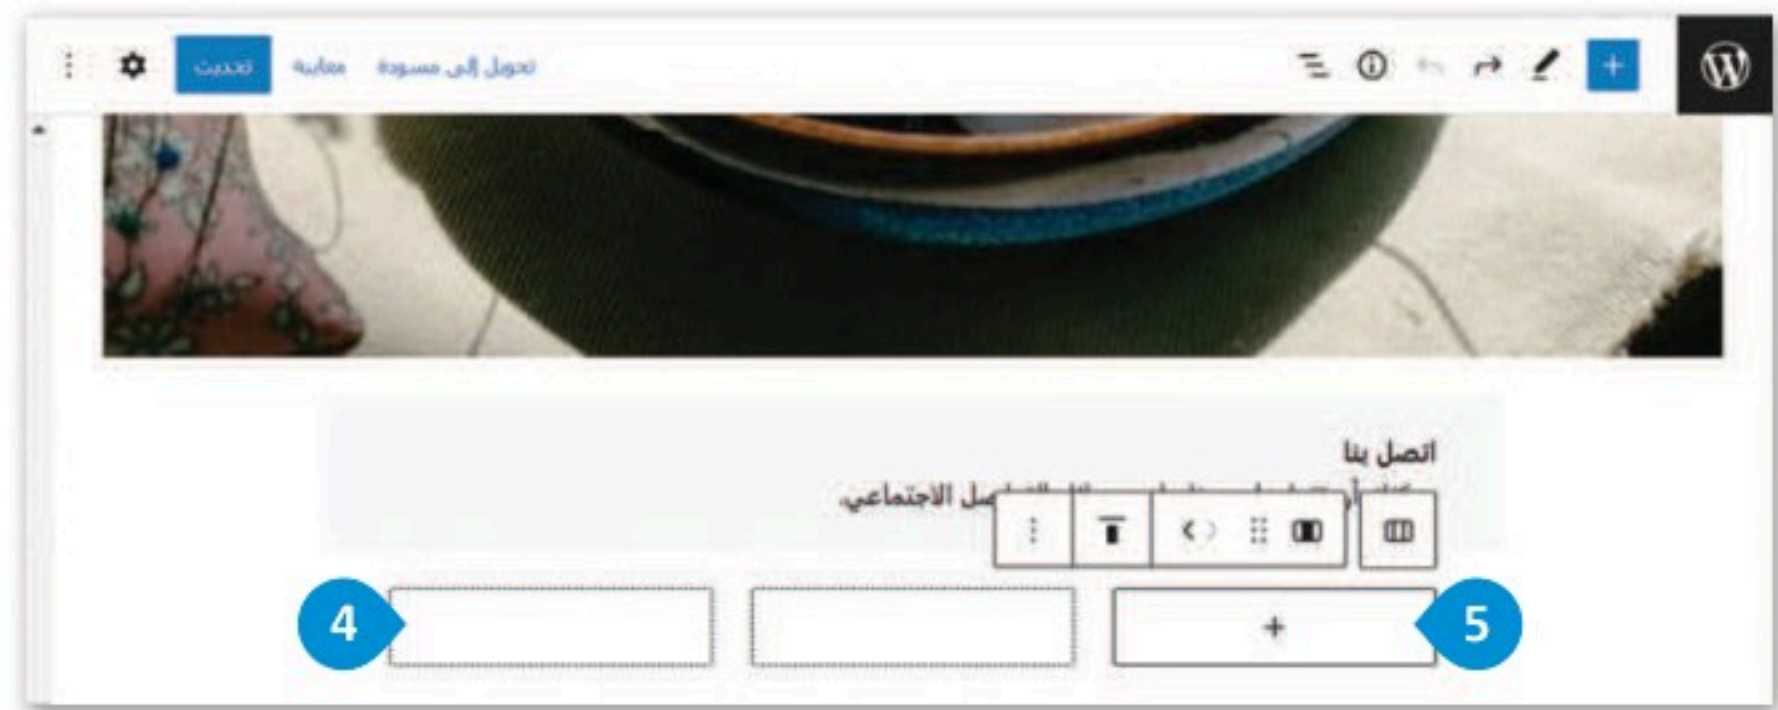 تحويل إلى مسودة معاينة تحديث
اتصل بنا
الاجتماعي.
5
4